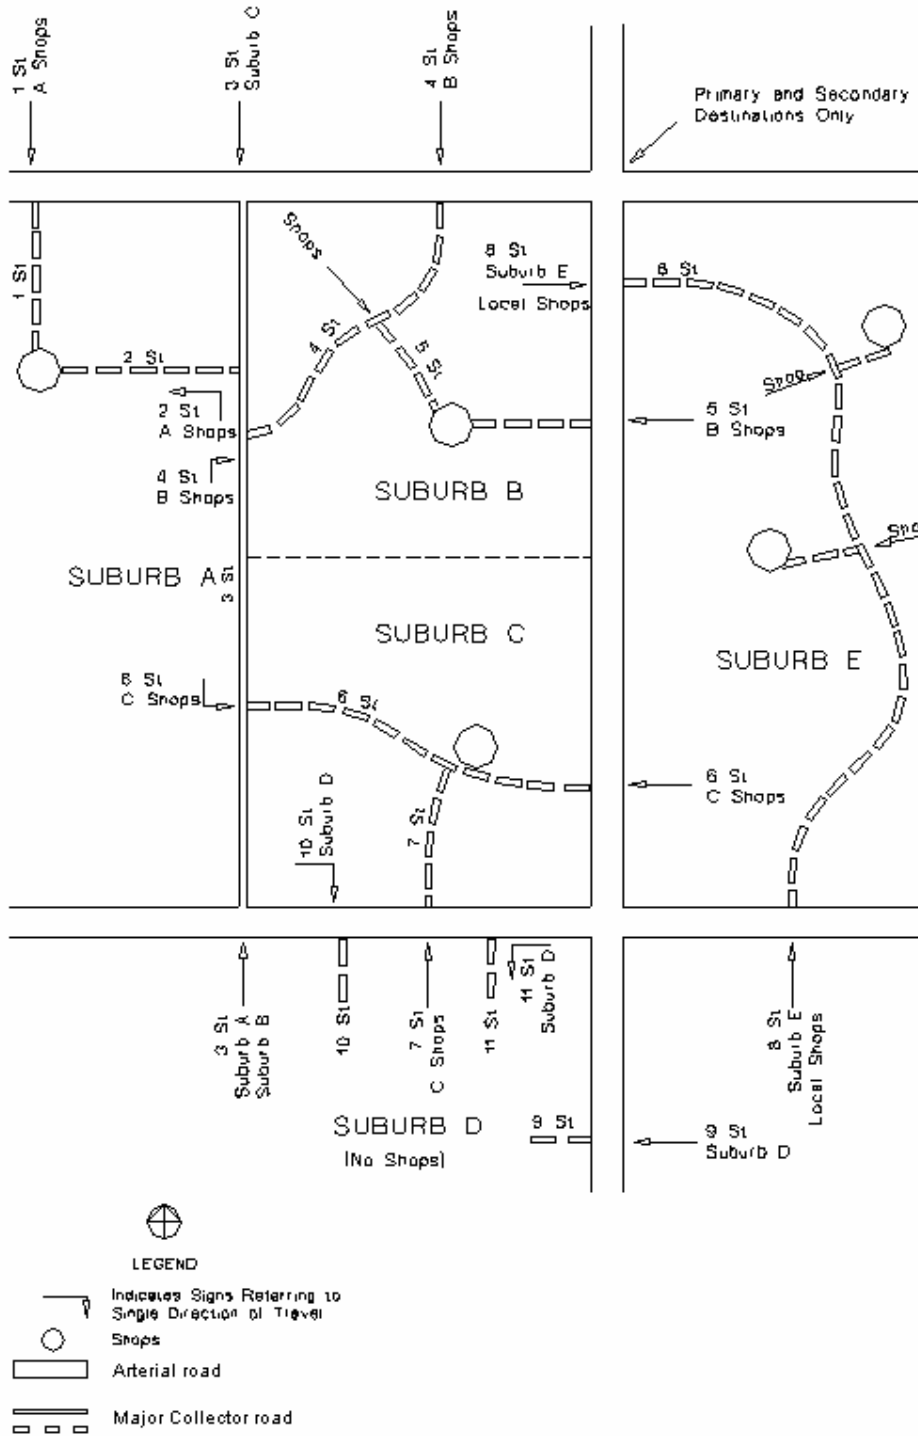 1 St
A Shops
3 St
Suburb C
4 St
B Shops
Primary and Secondary
Destinations Only
1 St
Shops
8 St
Suburb E
Local Shops
8 St
4 St
5 St
2 St
Shop
2 St
A Shops
5 St
B Shops
4 St
B Shops
SUBURB B
SUBURB A
3 St
SUBURB C
SUBURB E
6 St
C Shops
6 St
10 St
Suburb D
7 St
6 St
C Shops
3 St
Suburb A
Suburb B
10 St
7 St
C Shops
11 St
11 St
Suburb D
8 St
Suburb E
Local Shops
SUBURB D
(No Shops)
9 St
9 St
Suburb D
LEGEND
Indicates Signs Referring to
Single Direction of Travel
Shops
Arterial road
Major Collector road